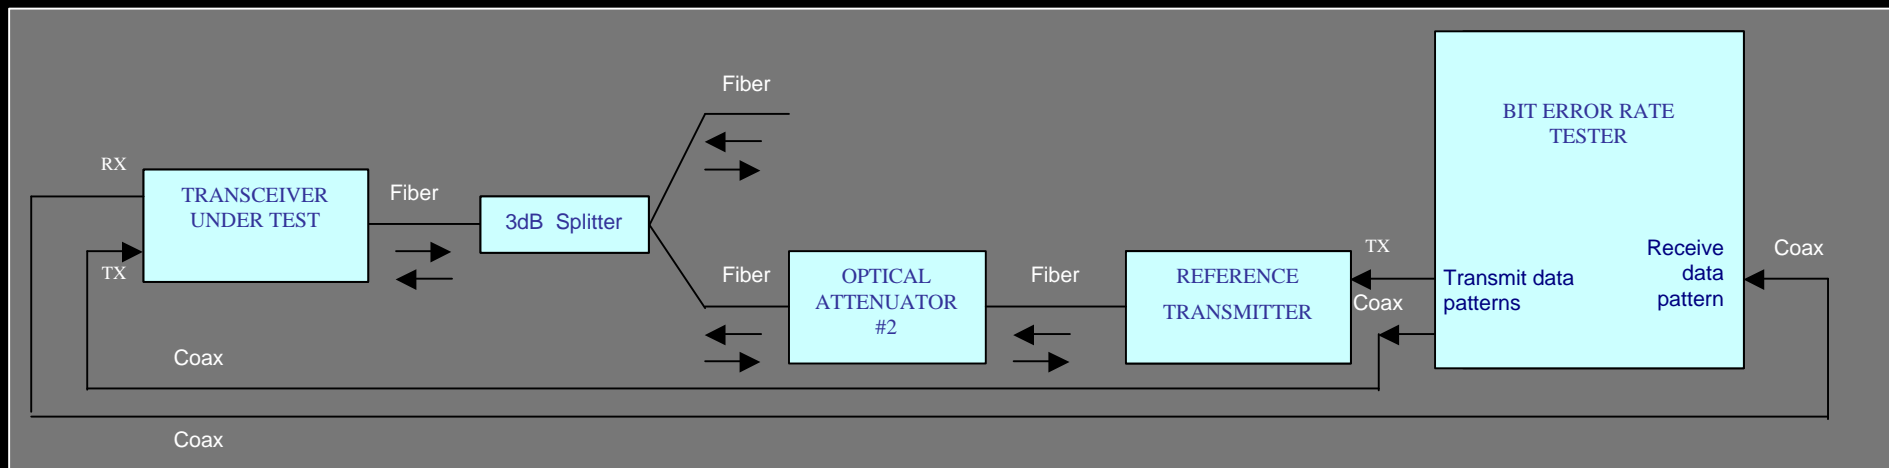 Fiber
BIT ERROR RATE
TESTER
RX
TRANSCEIVER
UNDER TEST
Fiber
3dB Splitter
TX
Fiber
OPTICAL
ATTENUATOR
#2
Fiber
REFERENCE
TRANSMITTER
TX
Coax
Transmit data
patterns
Receive
data
pattern
Coax
Coax
Coax